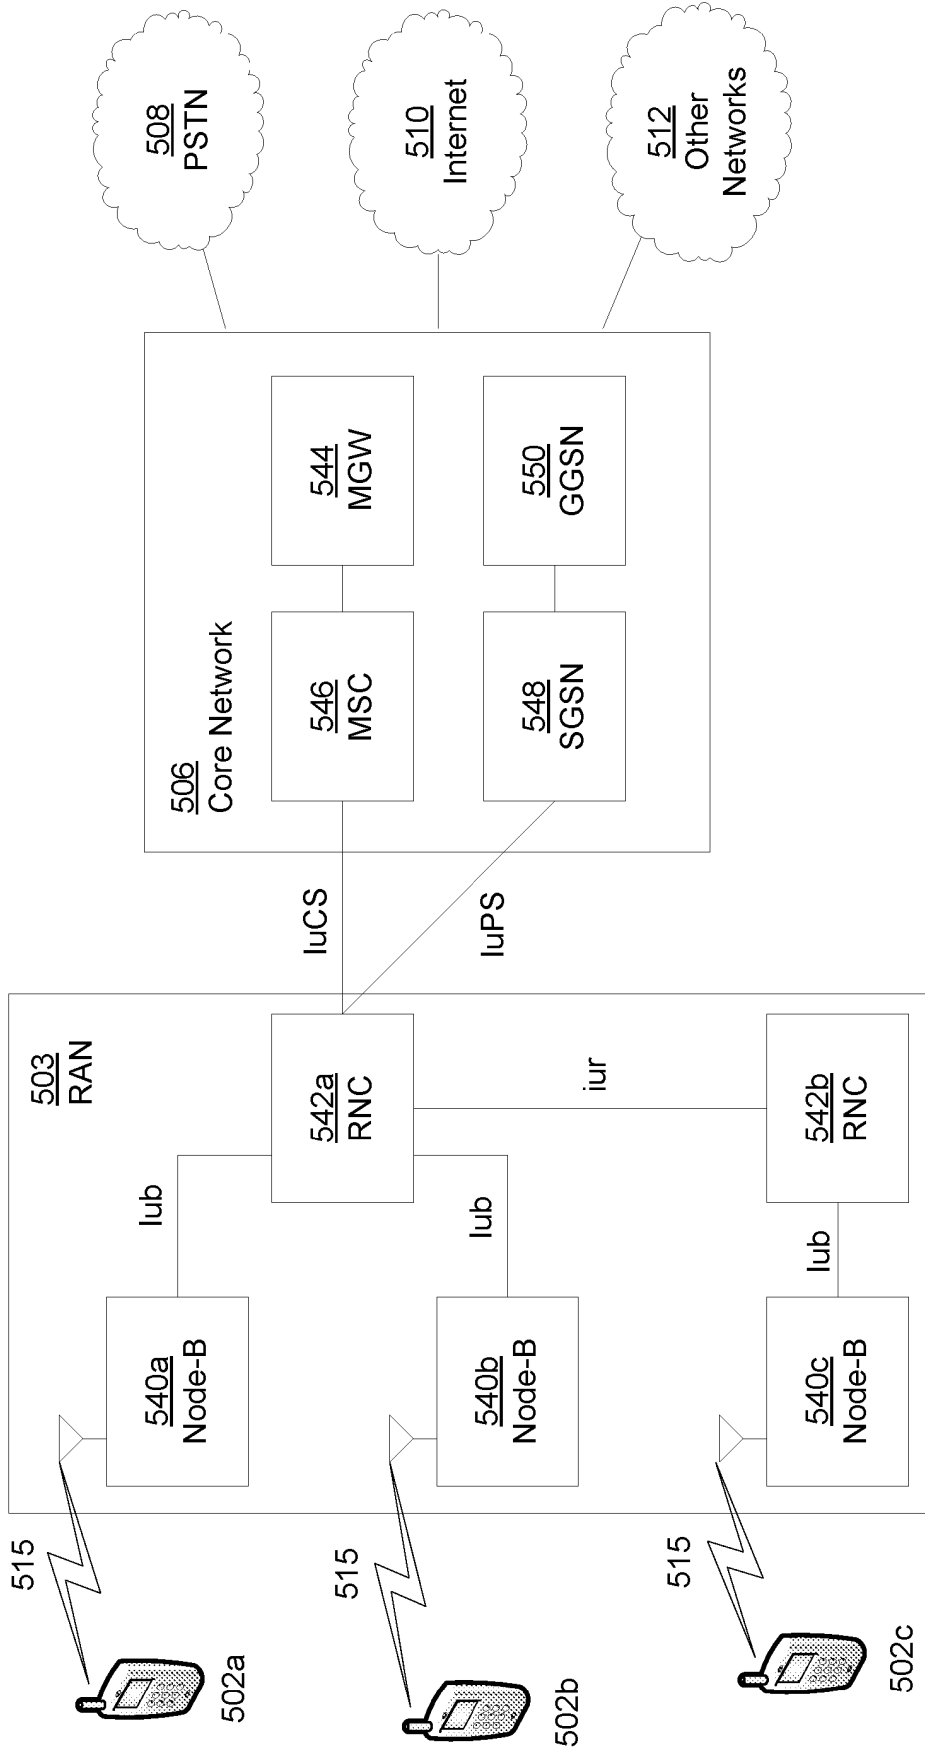 508
PSTN
510
Internet
512
Other
Networks
506
Core Network
544
MGW
546
MSC
550
GGSN
548
SGSN
IuCS
IuPS
503
RAN
542a
RNC
iur
542b
RNC
Iub
Iub
Iub
540a
Node-B
540b
Node-B
540c
Node-B
515
515
515
502a
502b
502c